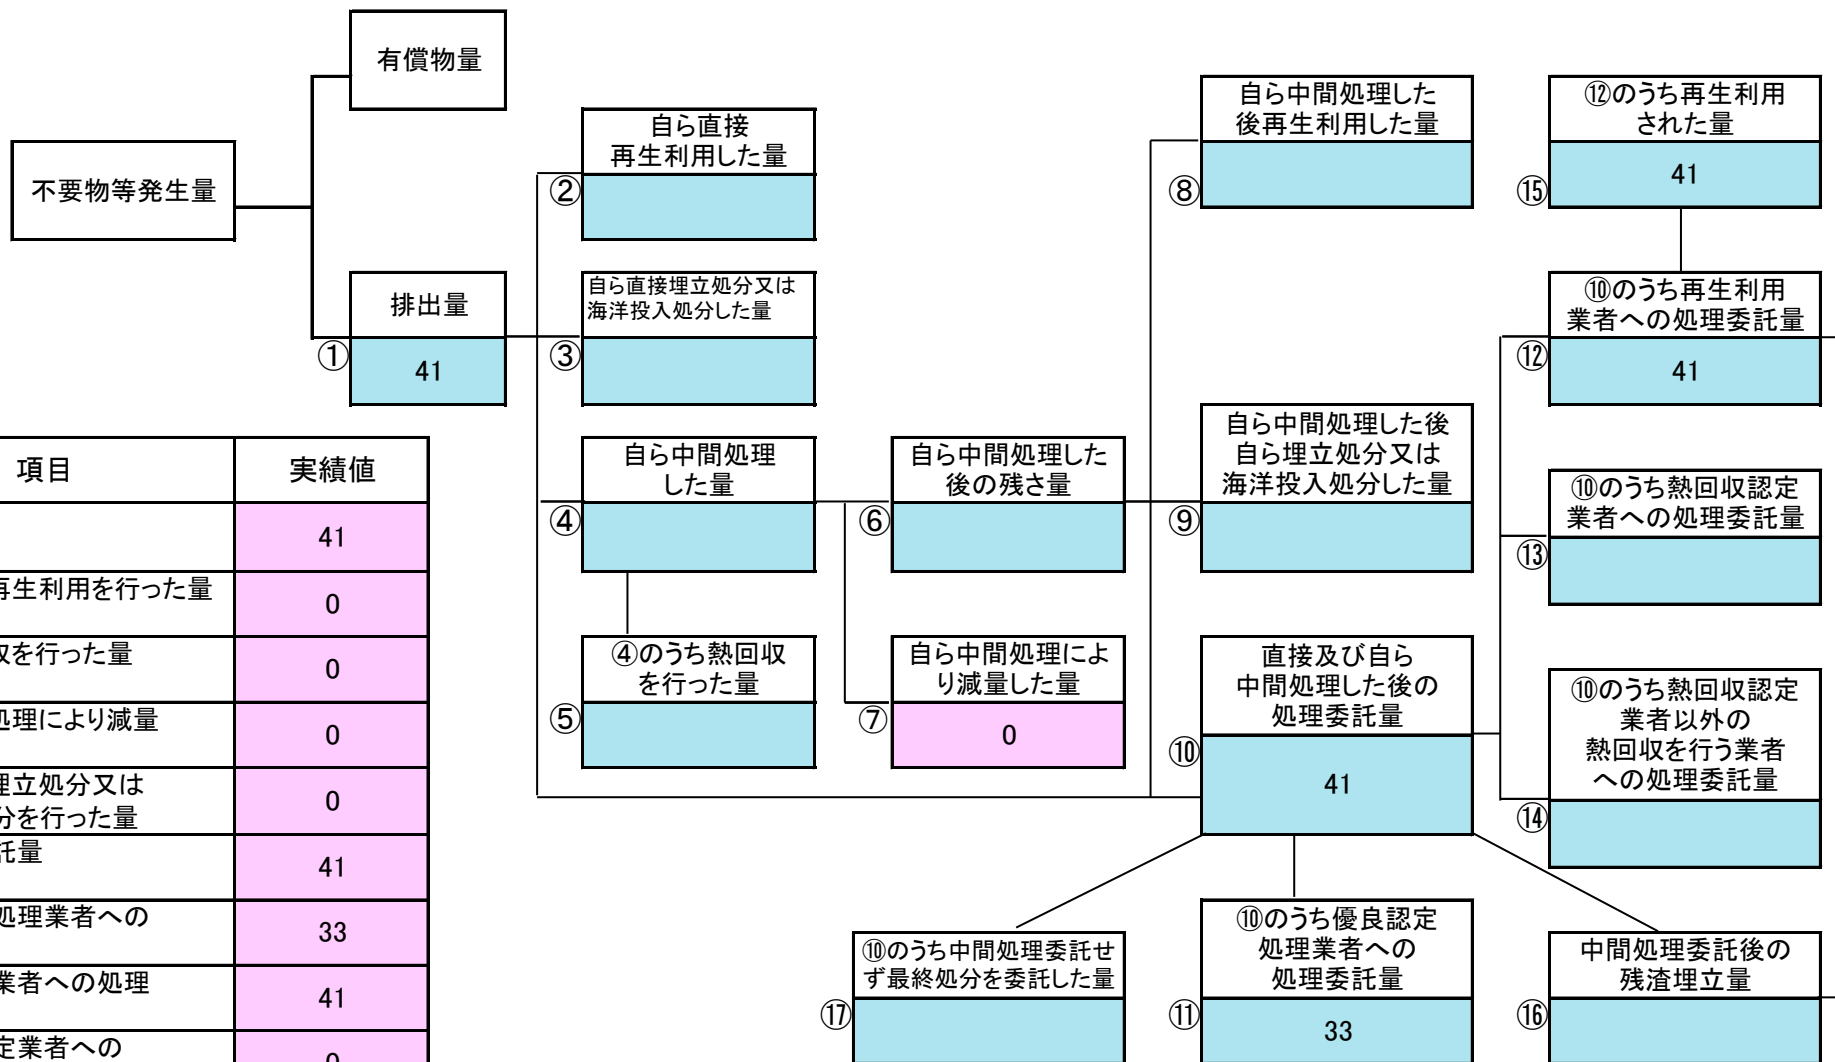 有償物量
不要物等発生量
排出量
①
41
自ら直接
再生利用した量
②
自ら直接埋立処分又は
海洋投入処分した量
③
自ら中間処理
した量
④
④のうち熱回収
を行った量
⑤
自ら中間処理した
後の残さ量
⑥
自ら中間処理によ
り減量した量
⑦
0
自ら中間処理した
後再生利用した量
⑧
自ら中間処理した後
自ら埋立処分又は
海洋投入処分した量
⑨
直接及び自ら
中間処理した後の
処理委託量
⑩
41
⑫のうち再生利用
された量
⑮
41
⑩のうち再生利用
業者への処理委託量
⑫
41
⑩のうち熱回収認定
業者への処理委託量
⑬
⑩のうち熱回収認定
業者以外の
熱回収を行う業者
への処理委託量
⑭
⑩のうち中間処理委託せ
ず最終処分を委託した量
⑰
⑩のうち優良認定
処理業者への
処理委託量
⑪
33
中間処理委託後の
残渣埋立量
⑯
項目 実績値
41
再生利用を行った量
0
を行った量
0
処理により減量
0
埋立処分又は
分を行った量
0
託量
41
処理業者への
33
業者への処理
41
定業者への
0